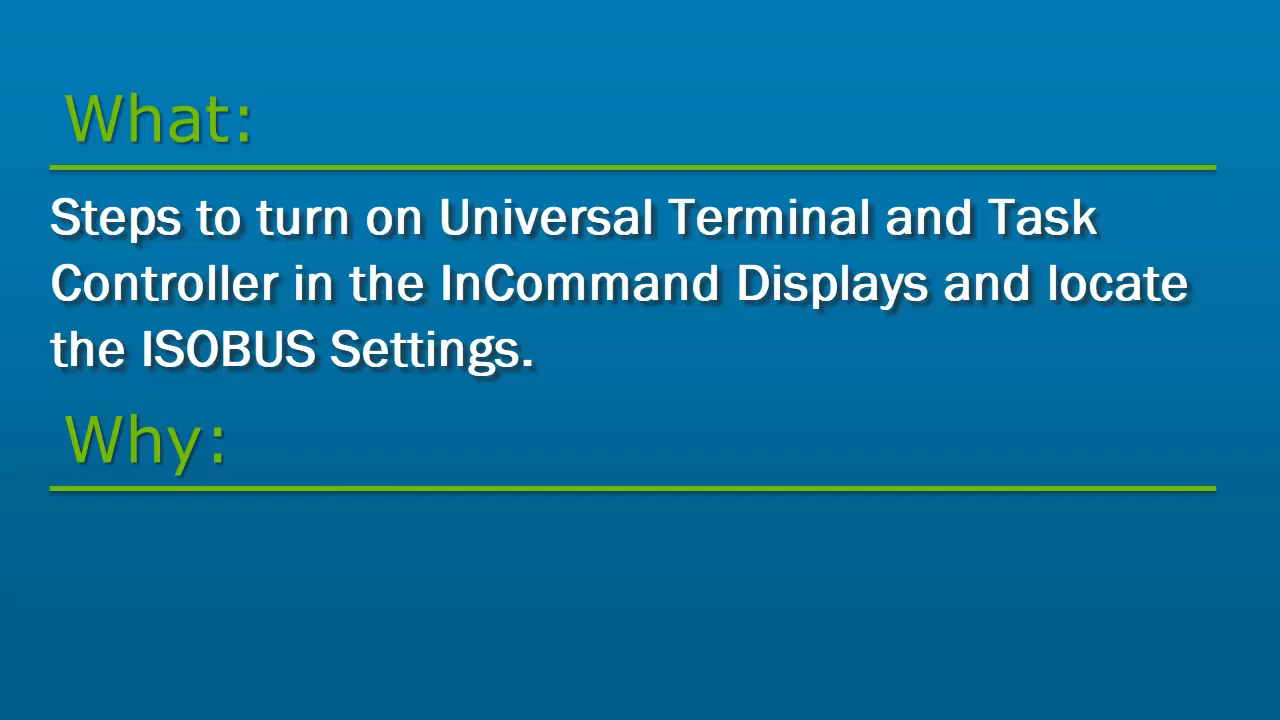 What:
Steps to turn on Universal Terminal and Task
Controller in the InCommand Displays and locate
the ISOBUS Settings.
Why: